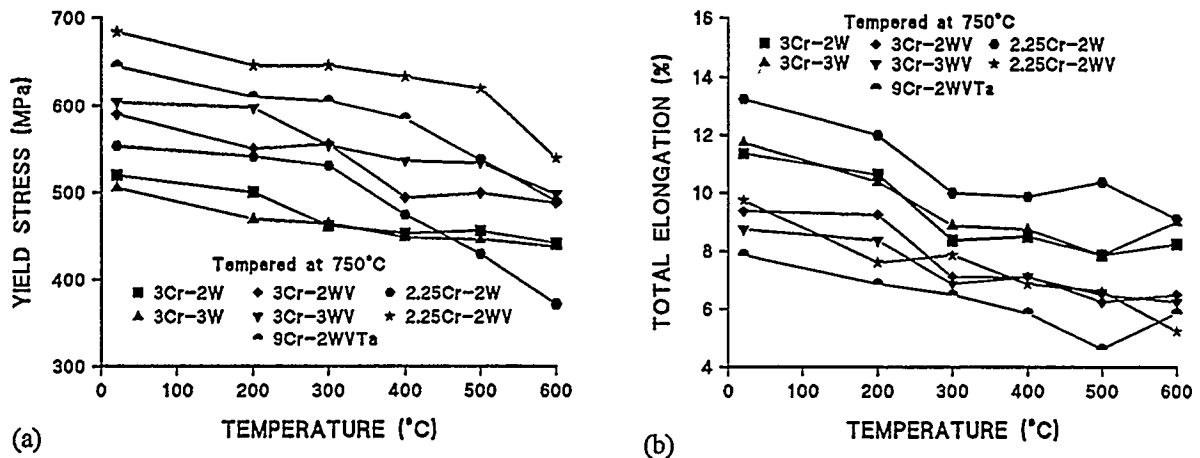 700
600
500
400
300
YIELD STRESS (MPa)
Tempered at 750°C
3Cr-2W 3Cr-2WV 2.25Cr-2W
3Cr-3W 3Cr-3WV 2.25Cr-2WV
9Cr-2WVTa
0 100 200 300 400 500 600
TEMPERATURE (°C)
(a)
16
14
12
10
8
6
4
TOTAL ELONGATION (%)
Tempered at 750°C
3Cr-2W 3Cr-2WV 2.25Cr-2W
3Cr-3W 3Cr-3WV 2.25Cr-2WV
9Cr-2WVTa
0 100 200 300 400 500 600
TEMPERATURE (°C)
(b)